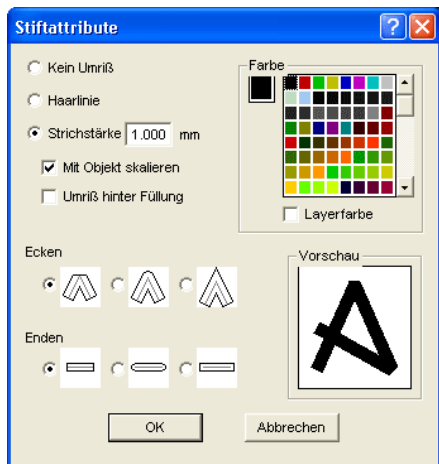 Stiftattribute
Kein Umriß
Haarlinie
Strichstärke 1.000 mm
Mit Objekt skalieren
Umriß hinter Füllung
Farbe
Layerfarbe
Ecken
Enden
Vorschau
OK
Abbrechen